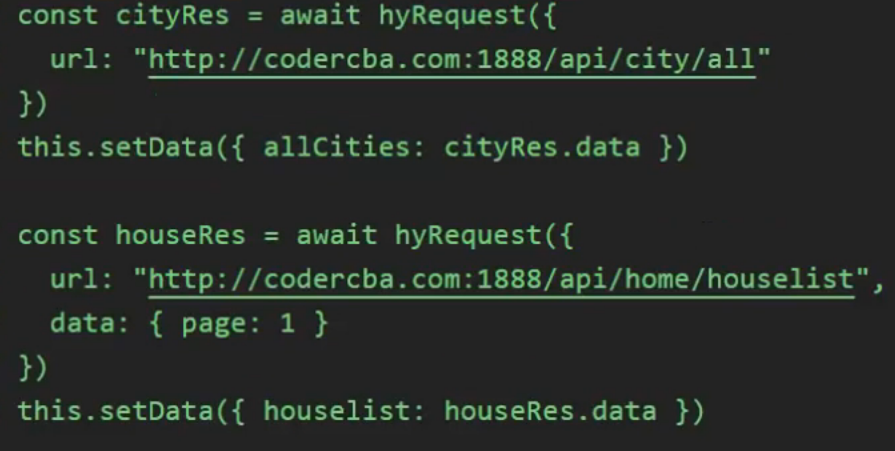 const cityRes = await hyRequest({
  url: "http://codercba.com:1888/api/city/all"
})
this.setData({ allCities: cityRes.data })
const houseRes = await hyRequest({
  url: "http://codercba.com:1888/api/home/houselist",
  data: { page: 1 }
})
this.setData({ houselist: houseRes.data })